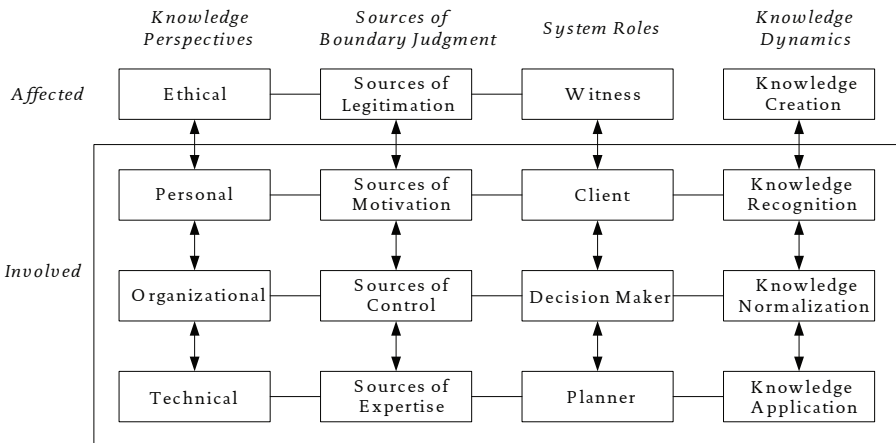 Knowledge
Perspectives
Sources of
Boundary Judgment
System Roles
Knowledge
Dynamics
Affected
Ethical
Sources of
Legitimation
Witness
Knowledge
Creation
Involved
Personal
Sources of
Motivation
Client
Knowledge
Recognition
Organizational
Sources of
Control
Decision Maker
Knowledge
Normalization
Technical
Sources of
Expertise
Planner
Knowledge
Application